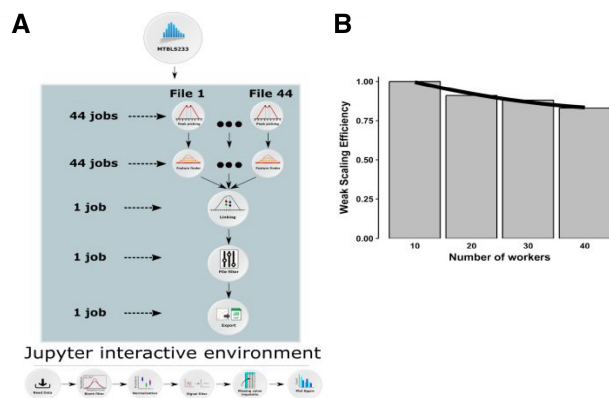 A
MTBLS233
File 1 File 44
44 jobs
Peak picking Peak picking
44 jobs
Feature finder Feature finder
1 job
Linking
1 job
File filter
1 job
Export
Jupyter interactive environment
Read Data Blank filter Normalization Signal filter Missing value Plot figure
B
Weak Scaling Efficiency
1.00
0.75
0.50
0.25
0.00
10 20 30 40
Number of workers